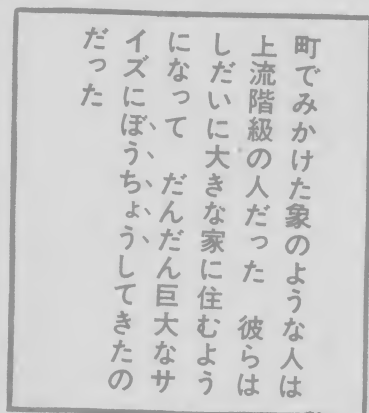 町でみかけた象のような人は
上流階級の人だった　彼らは
しだいに大きな家に住むよう
になって　だんだん巨大なサ
イズにぼうちょうしてきたの
だった